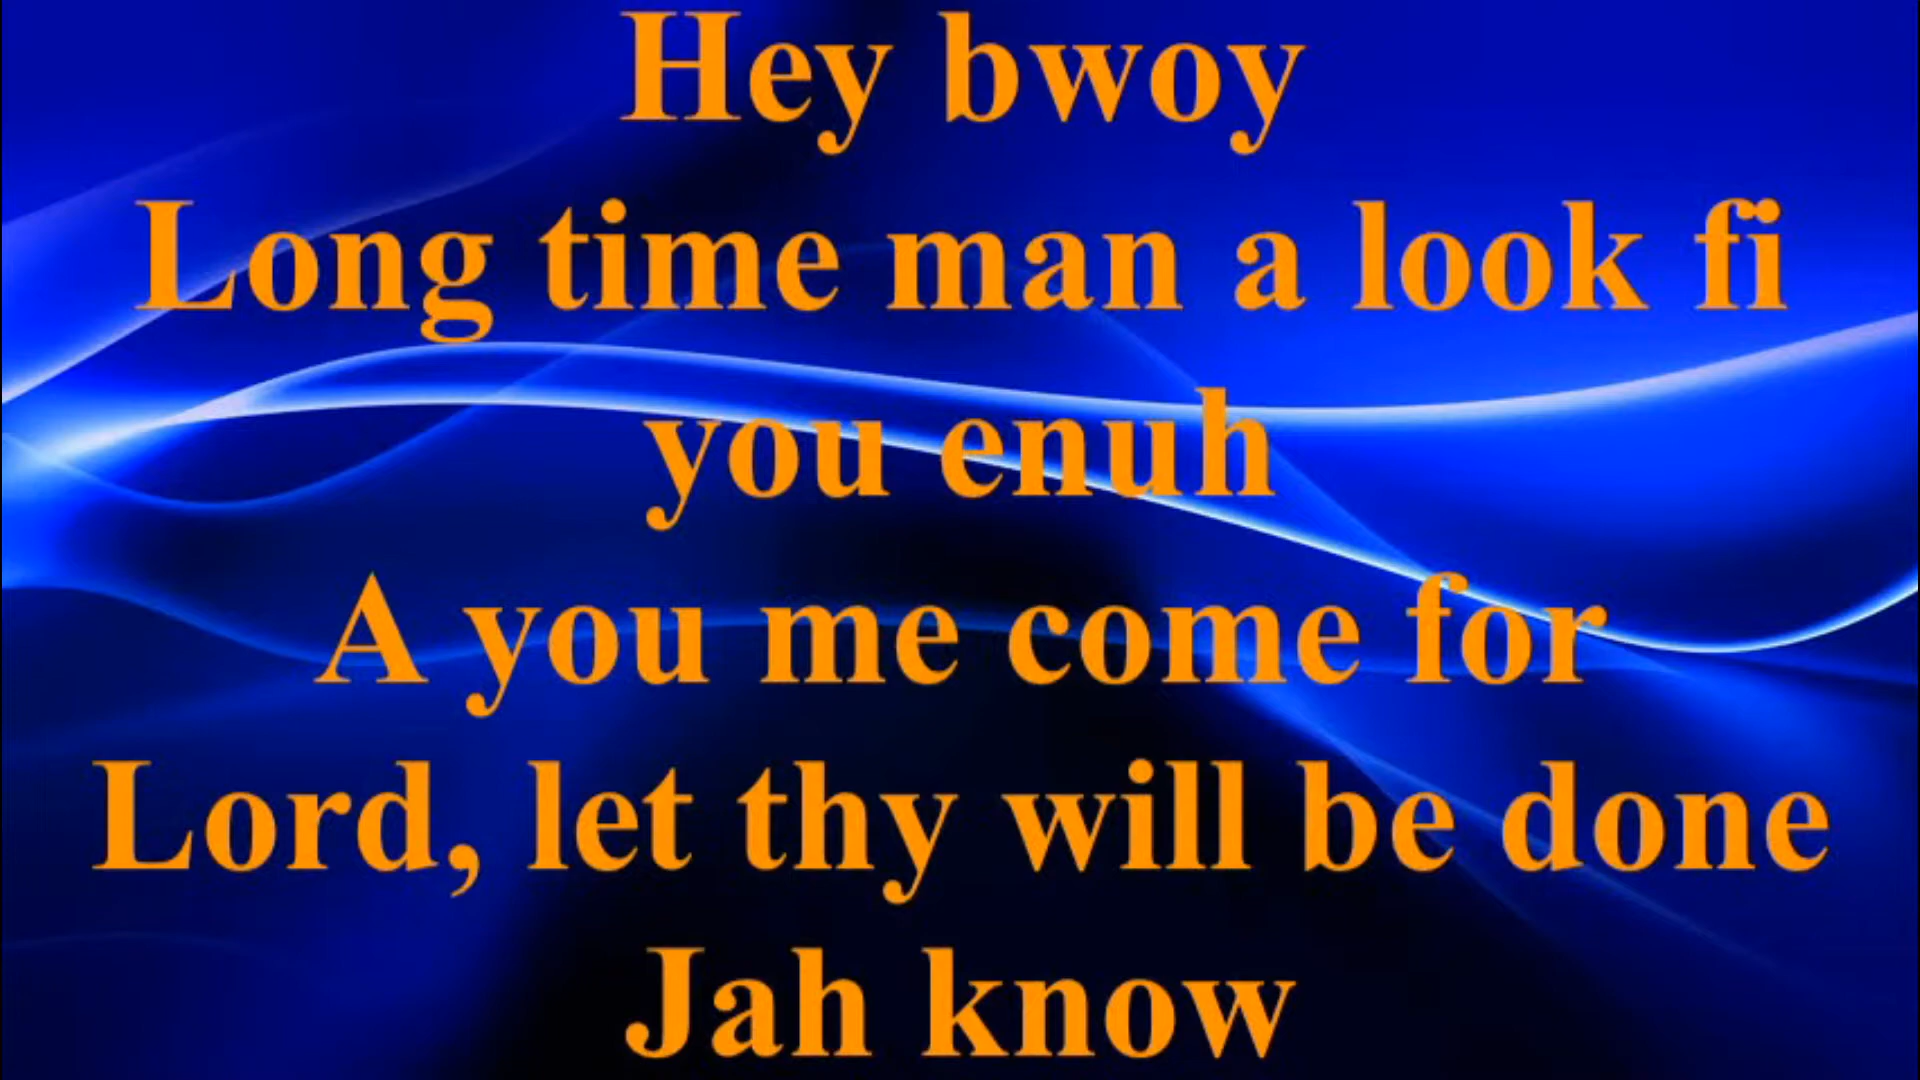 Hey bwoy
Long time man a look fi
you enuh
A you me come for
Lord, let thy will be done
Jah know